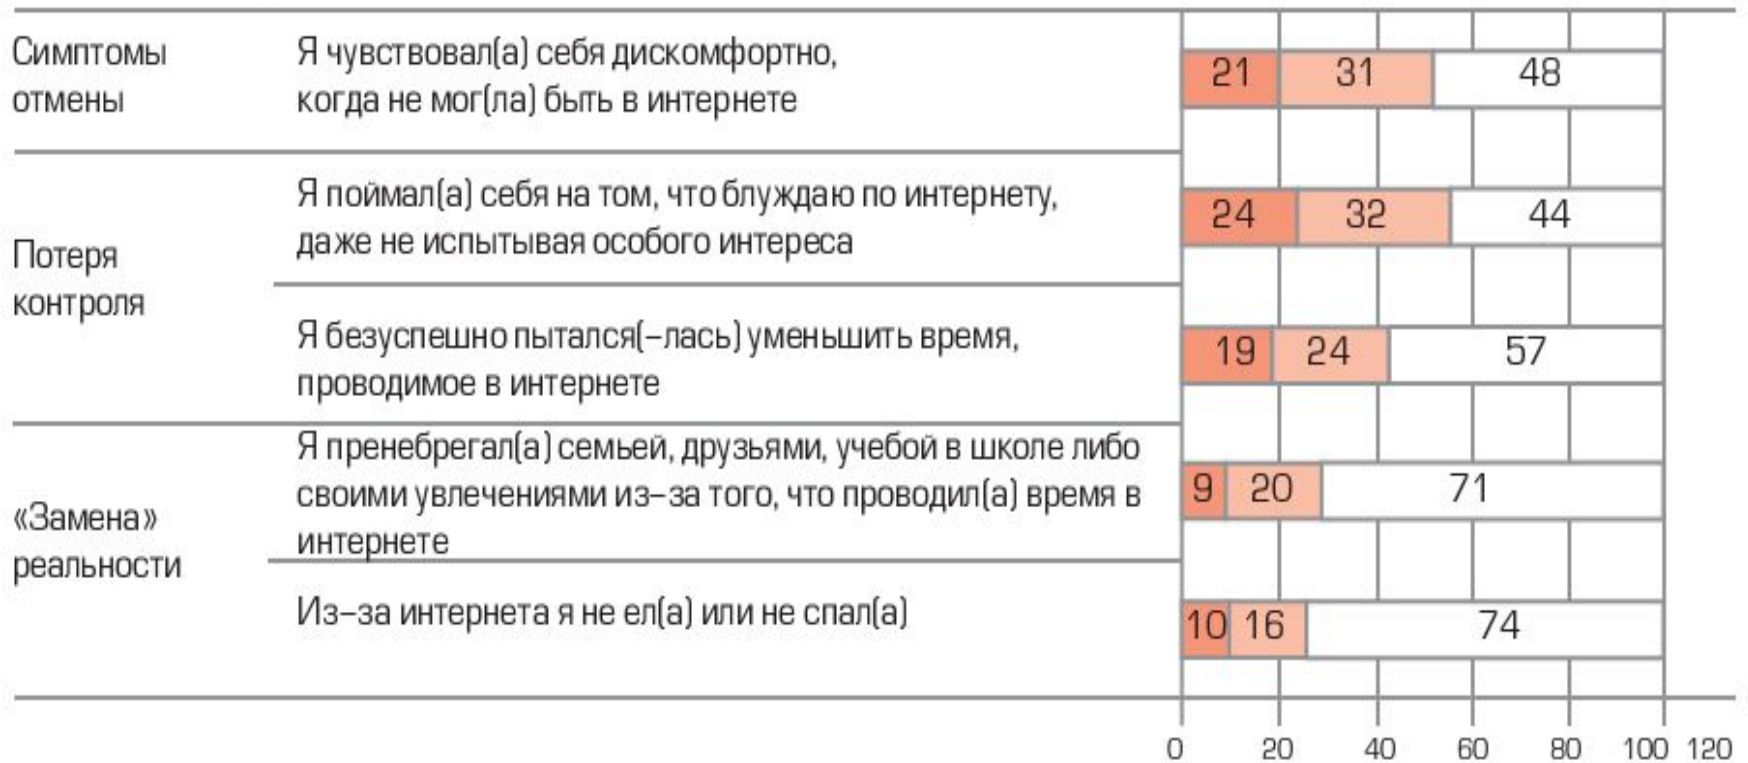 Симптомы
отмены
Я чувствовал(а) себя дискомфортно,
когда не мог(ла) быть в интернете
21 31 48
Потеря
контроля
Я поймал(а) себя на том, что блуждаю по интернету,
даже не испытывая особого интереса
24 32 44
Я безуспешно пытался(–лась) уменьшить время,
проводимое в интернете
19 24 57
«Замена»
реальности
Я пренебрегал(а) семьей, друзьями, учебой в школе либо
своими увлечениями из–за того, что проводил(а) время в
интернете
9 20 71
Из–за интернета я не ел(а) или не спал(а)
10 16 74
0 20 40 60 80 100 120